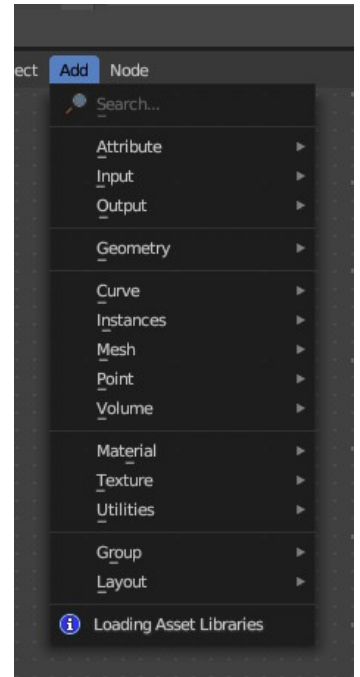 ect Add Node
Search...
Attribute
Input
Output
Geometry
Curve
Instances
Mesh
Point
Volume
Material
Texture
Utilities
Group
Layout
Loading Asset Libraries